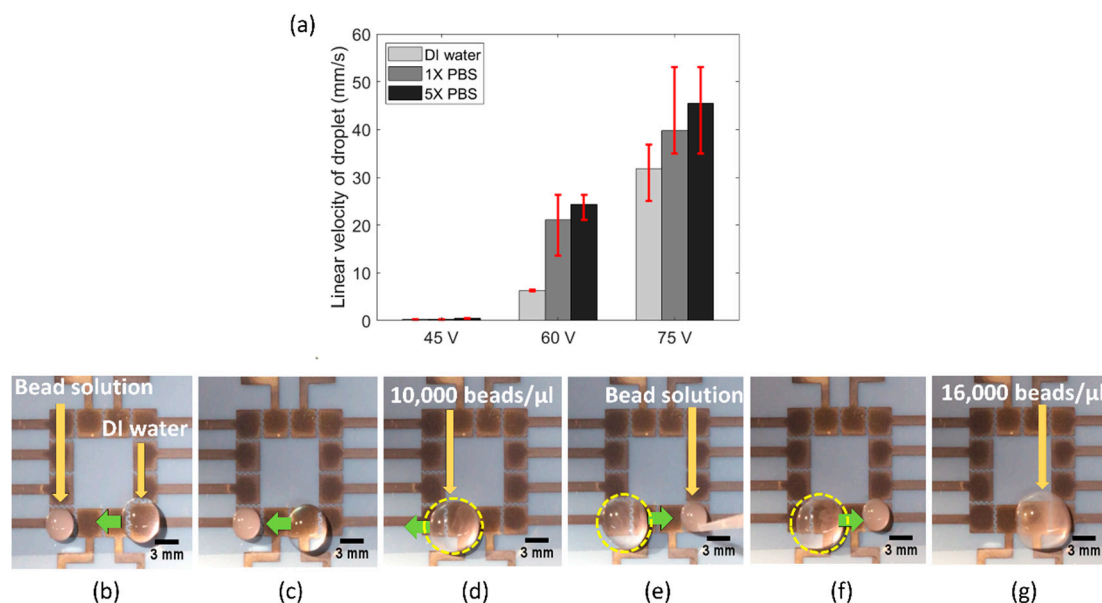 (a)
Linear velocity of droplet (mm/s)
60
50
40
30
20
10
0
DI water
1X PBS
5X PBS
45 V
60 V
75 V
Bead solution
DI water
3 mm
3 mm
10,000 beads/µl
3 mm
Bead solution
3 mm
3 mm
16,000 beads/µl
3 mm
(b)
(c)
(d)
(e)
(f)
(g)